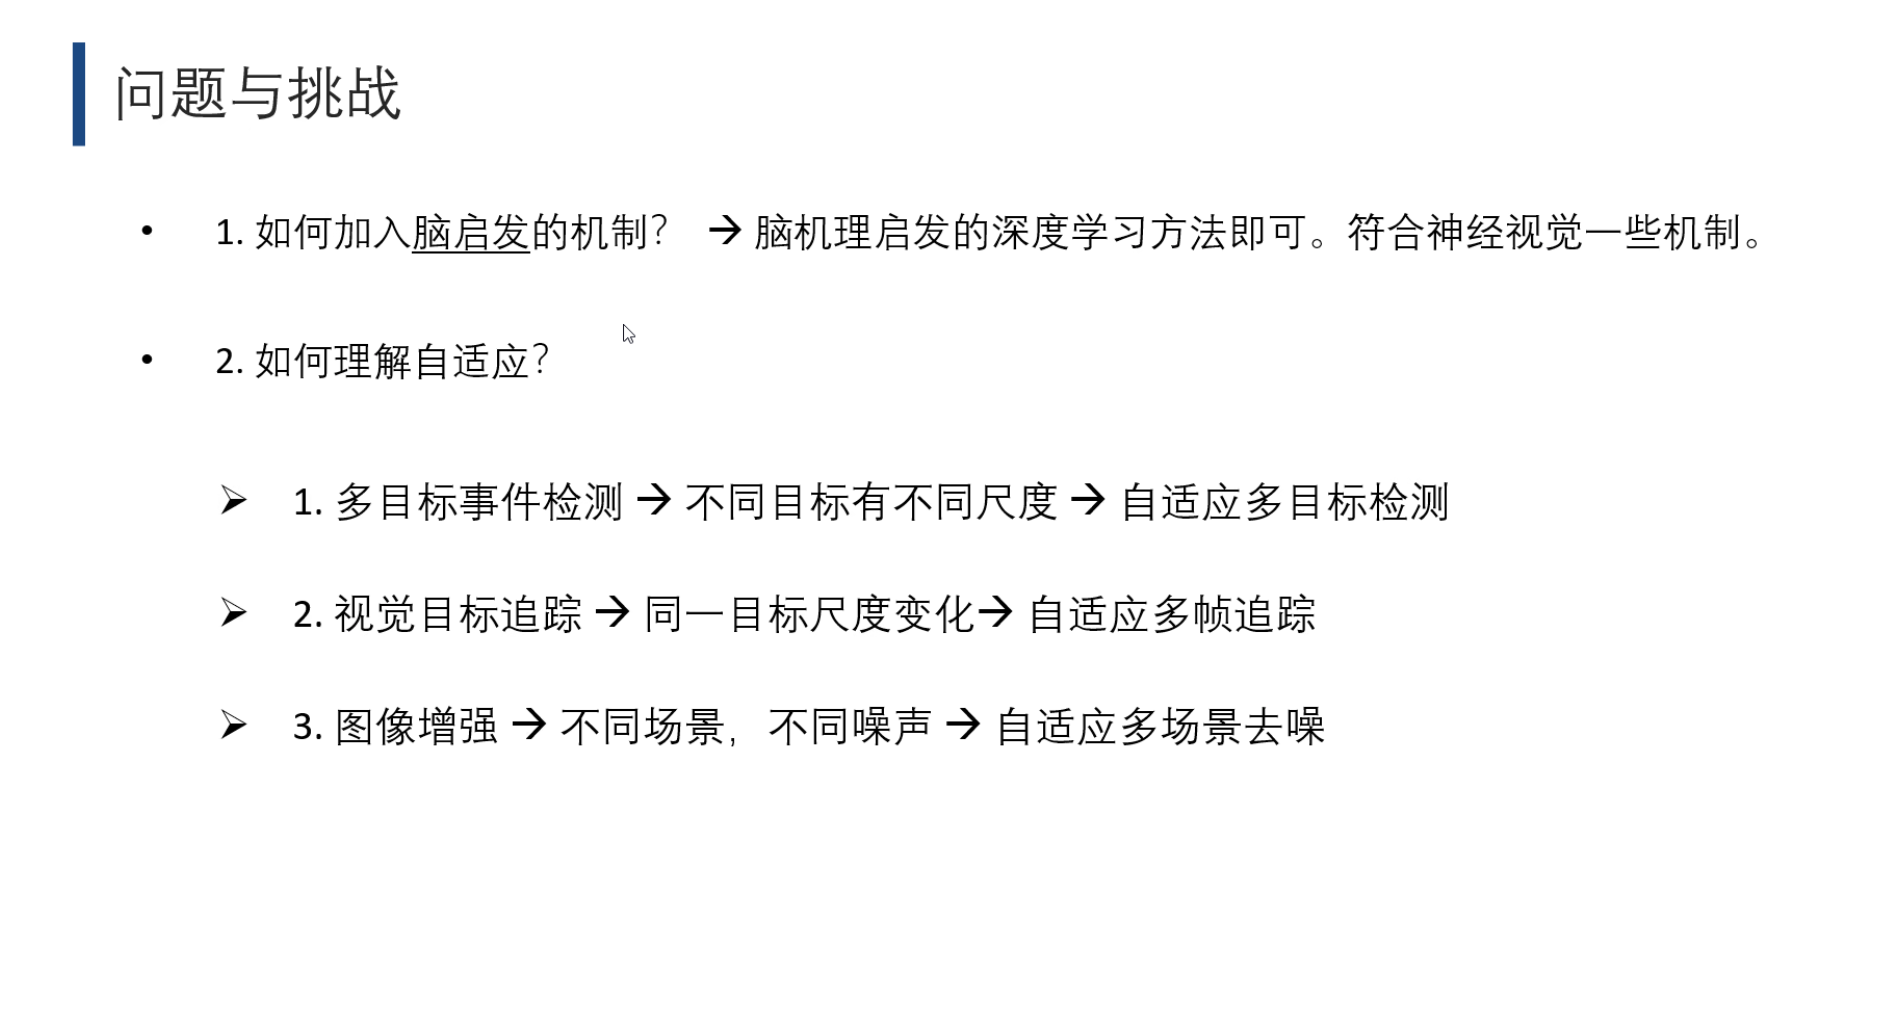 问题与挑战
• 1. 如何加入脑启发的机制？ → 脑机理启发的深度学习方法即可。符合神经视觉一些机制。
• 2. 如何理解自适应？
➢ 1. 多目标事件检测 → 不同目标有不同尺度 → 自适应多目标检测
➢ 2. 视觉目标追踪 → 同一目标尺度变化→ 自适应多帧追踪
➢ 3. 图像增强 → 不同场景，不同噪声 → 自适应多场景去噪